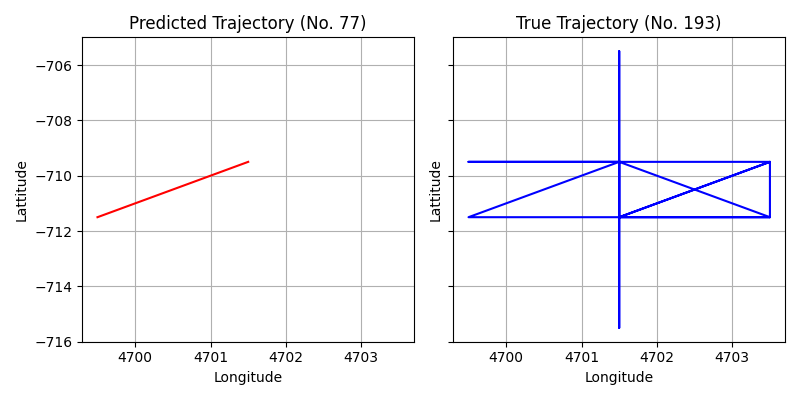 Predicted Trajectory (No. 77)
True Trajectory (No. 193)
−706
−708
−710
−712
−714
−716
Lattitude
Lattitude
4700
4701
4702
4703
4700
4701
4702
4703
Longitude
Longitude